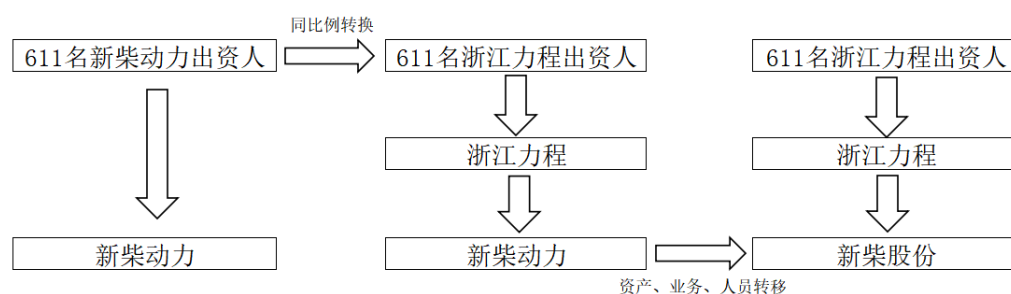 同比例转换
611名新柴动力出资人
611名浙江力程出资人
611名浙江力程出资人
浙江力程
浙江力程
新柴动力
新柴动力
新柴股份
资产、业务、人员转移